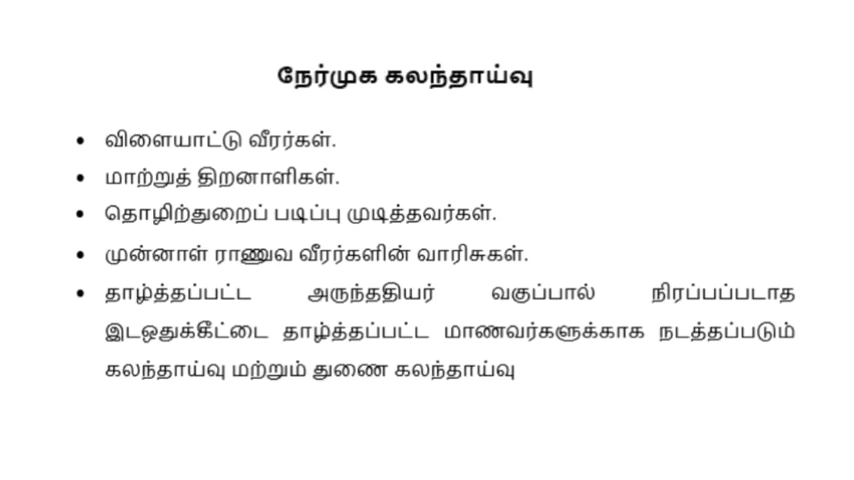 நேர்முக கலந்தாய்வு
• விளையாட்டு வீரர்கள்.
• மாற்றுத் திறனாளிகள்.
• தொழிற்துறைப் படிப்பு முடித்தவர்கள்.
• முன்னாள் ராணுவ வீரர்களின் வாரிசுகள்.
• தாழ்த்தப்பட்ட அருந்ததியர் வகுப்பால் நிரப்பப்படாத
இடஒதுக்கீட்டை தாழ்த்தப்பட்ட மாணவர்களுக்காக நடத்தப்படும்
கலந்தாய்வு மற்றும் துணை கலந்தாய்வு